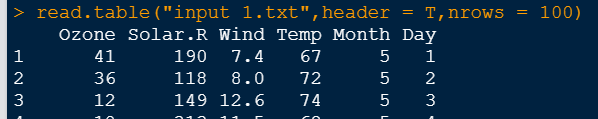 > read.table("input 1.txt",header = T,nrows = 100)
Ozone Solar.R Wind Temp Month Day
1 41 190 7.4 67 5 1
2 36 118 8.0 72 5 2
3 12 149 12.6 74 5 3